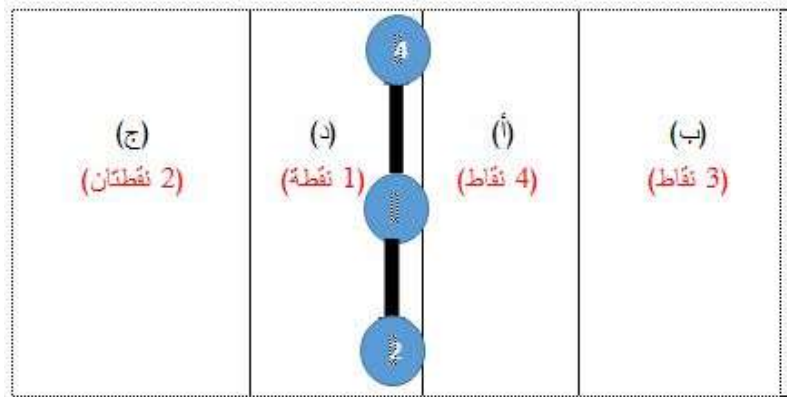 4
(ب)
(3 نقاط)
(أ)
(4 نقاط)
(د)
(1 نقطة)
(ج)
(2 نقطتان)
2